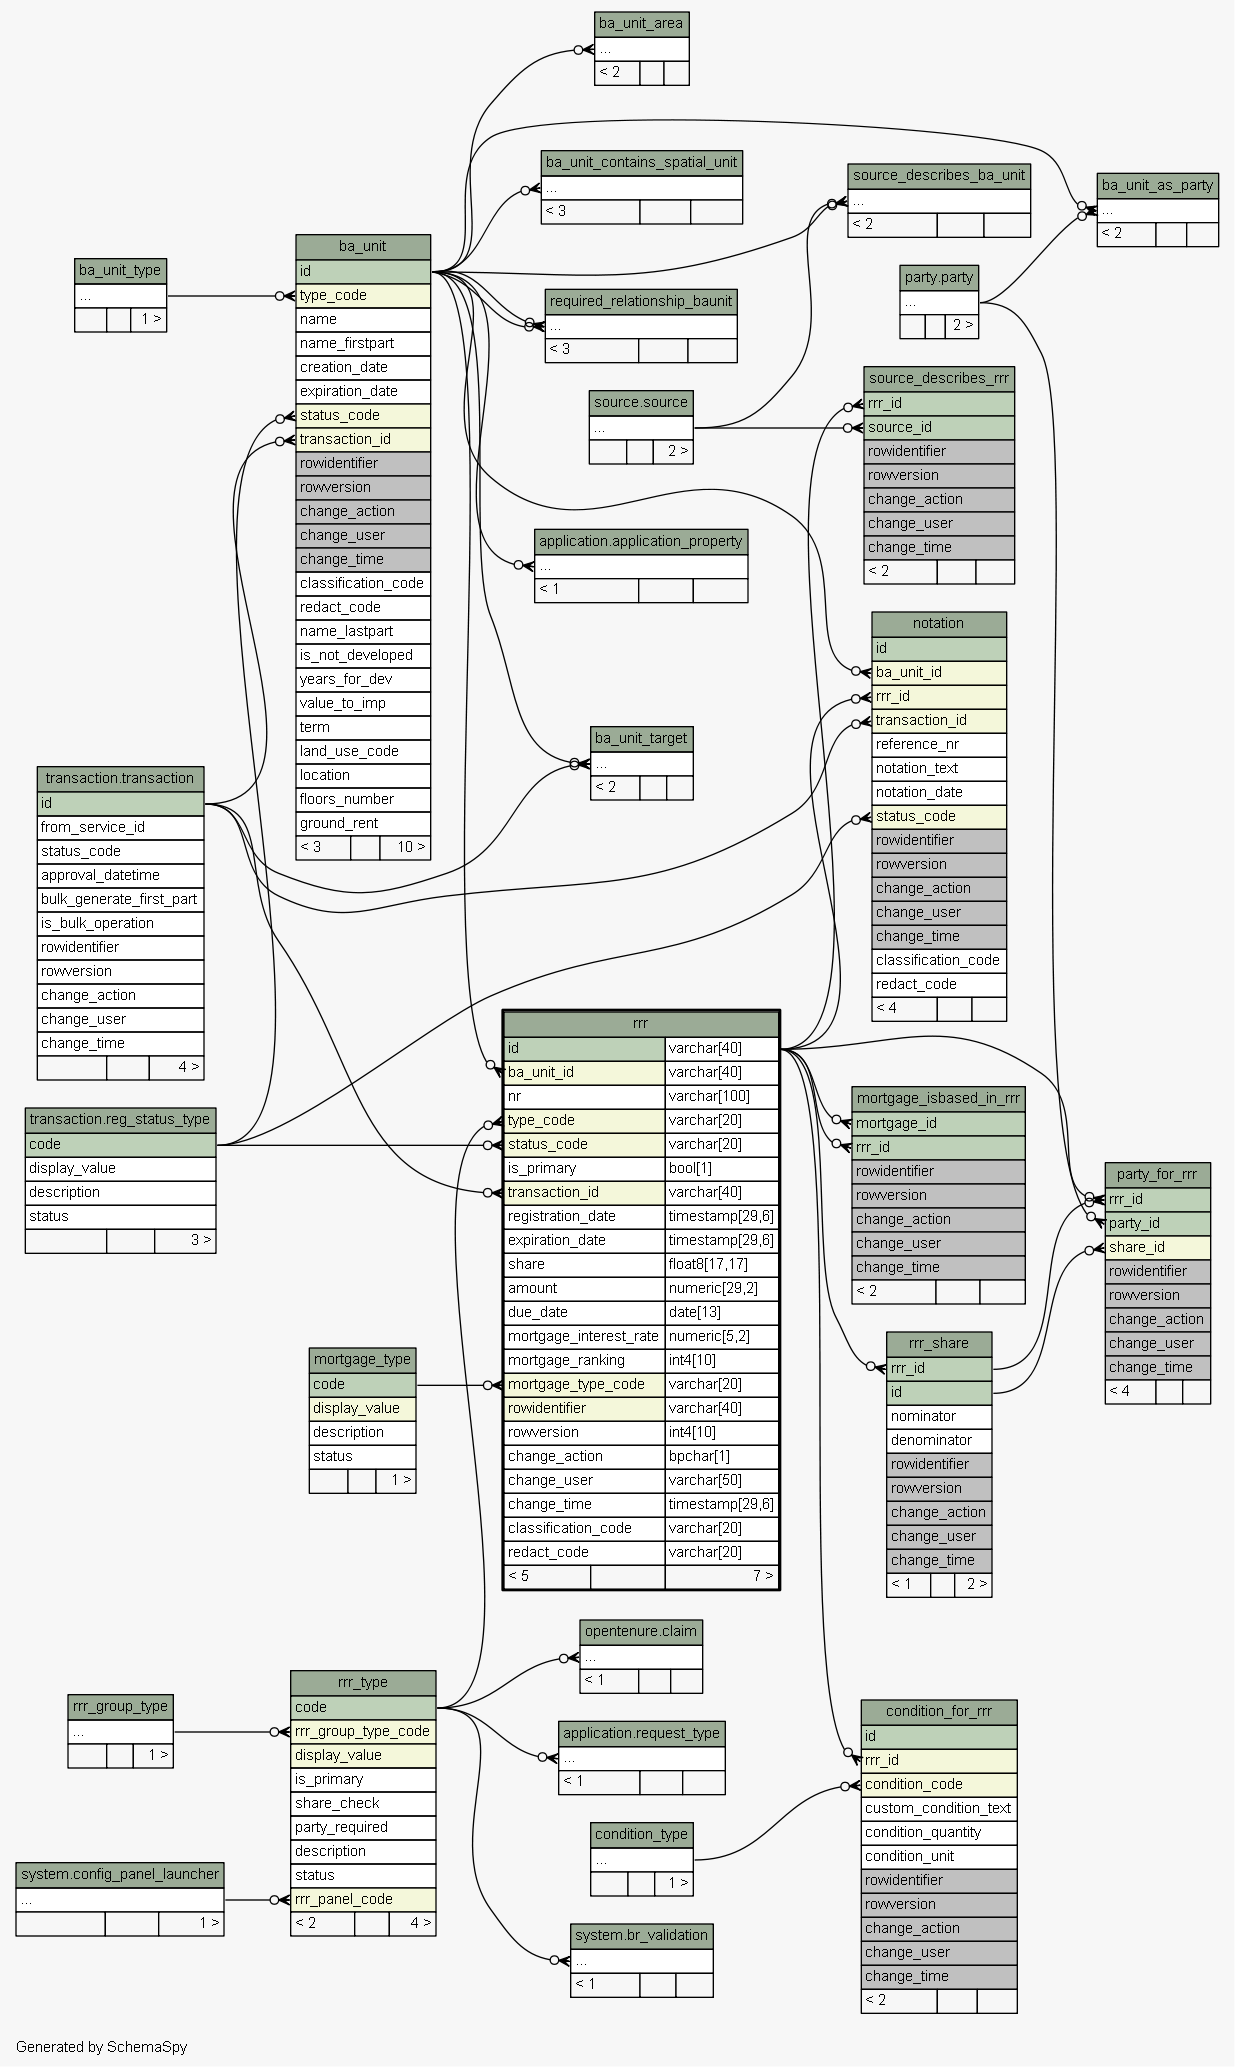 ba_unit_area
...
< 2
ba_unit_contains_spatial_unit
...
< 3
source_describes_ba_unit
...
< 2
ba_unit_as_party
...
< 2
ba_unit_type
...
1 >
ba_unit
id
type_code
name
name_firstpart
creation_date
expiration_date
status_code
transaction_id
rowidentifier
rowversion
change_action
change_user
change_time
classification_code
redact_code
name_lastpart
is_not_developed
years_for_dev
value_to_imp
term
land_use_code
location
floors_number
ground_rent
< 3 10 >
required_relationship_baunit
...
< 3
party.party
...
2 >
source.source
...
2 >
source_describes_rrr
rrr_id
source_id
rowidentifier
rowversion
change_action
change_user
change_time
< 2
application.application_property
...
< 1
notation
id
ba_unit_id
rrr_id
transaction_id
reference_nr
notation_text
notation_date
status_code
rowidentifier
rowversion
change_action
change_user
change_time
classification_code
redact_code
< 4
ba_unit_target
...
< 2
transaction.transaction
id
from_service_id
status_code
approval_datetime
bulk_generate_first_part
is_bulk_operation
rowidentifier
rowversion
change_action
change_user
change_time
4 >
transaction.reg_status_type
code
display_value
description
status
3 >
rrr
id varchar[40]
ba_unit_id varchar[40]
nr varchar[100]
type_code varchar[20]
status_code varchar[20]
is_primary bool[1]
transaction_id varchar[40]
registration_date timestamp[29,6]
expiration_date timestamp[29,6]
share float8[17,17]
amount numeric[29,2]
due_date date[13]
mortgage_interest_rate numeric[5,2]
mortgage_ranking int4[10]
mortgage_type_code varchar[20]
rowidentifier varchar[40]
rowversion int4[10]
change_action bpchar[1]
change_user varchar[50]
change_time timestamp[29,6]
classification_code varchar[20]
redact_code varchar[20]
< 5 7 >
mortgage_isbased_in_rrr
mortgage_id
rrr_id
rowidentifier
rowversion
change_action
change_user
change_time
< 2
party_for_rrr
rrr_id
party_id
share_id
rowidentifier
rowversion
change_action
change_user
change_time
< 4
rrr_share
rrr_id
id
nominator
denominator
rowidentifier
rowversion
change_action
change_user
change_time
< 1 2 >
mortgage_type
code
display_value
description
status
1 >
opentenure.claim
...
< 1
rrr_group_type
...
1 >
rrr_type
code
rrr_group_type_code
display_value
is_primary
share_check
party_required
description
status
rrr_panel_code
< 2 4 >
application.request_type
...
< 1
condition_for_rrr
id
rrr_id
condition_code
custom_condition_text
condition_quantity
condition_unit
rowidentifier
rowversion
change_action
change_user
change_time
< 2
condition_type
...
1 >
system.config_panel_launcher
...
1 >
system.br_validation
...
< 1
Generated by SchemaSpy